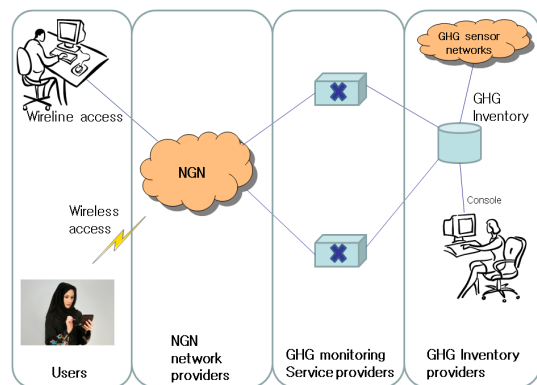 GHG sensor
networks
GHG
Inventory
Wireline access
NGN
Wireless
access
Console
Users
NGN
network
providers
GHG monitoring
Service providers
GHG Inventory
providers